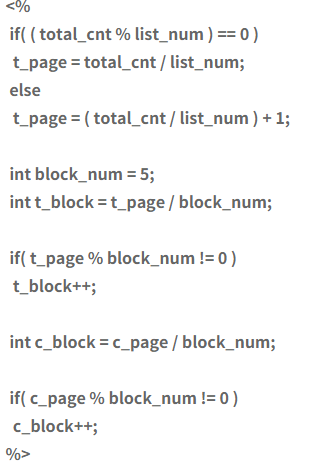 <%
if( ( total_cnt % list_num ) == 0 )
t_page = total_cnt / list_num;
else
t_page = ( total_cnt / list_num ) + 1;
int block_num = 5;
int t_block = t_page / block_num;
if( t_page % block_num != 0 )
t_block++;
int c_block = c_page / block_num;
if( c_page % block_num != 0 )
c_block++;
%>